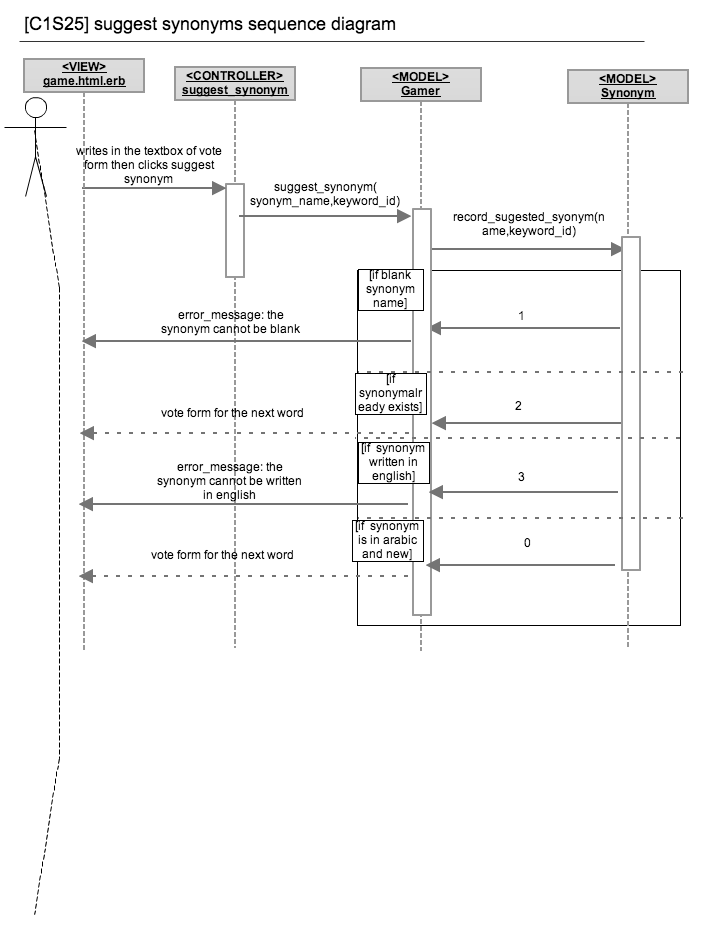 [C1S25] suggest synonyms sequence diagram
<VIEW>
game.html.erb
<CONTROLLER>
suggest_synonym
<MODEL>
Gamer
<MODEL>
Synonym
writes in the textbox of vote
form then clicks suggest
synonym
suggest_synonym(
syonym_name,keyword_id)
record_sugested_synonym(n
ame,keyword_id)
[if blank
synonym
name]
error_message: the
synonym cannot be blank
1
[if
synonymalr
eady exists]
vote form for the next word
2
[if synonym
written in
english]
error_message: the
synonym cannot be written
in english
3
[if synonym
is in arabic
and new]
vote form for the next word
0